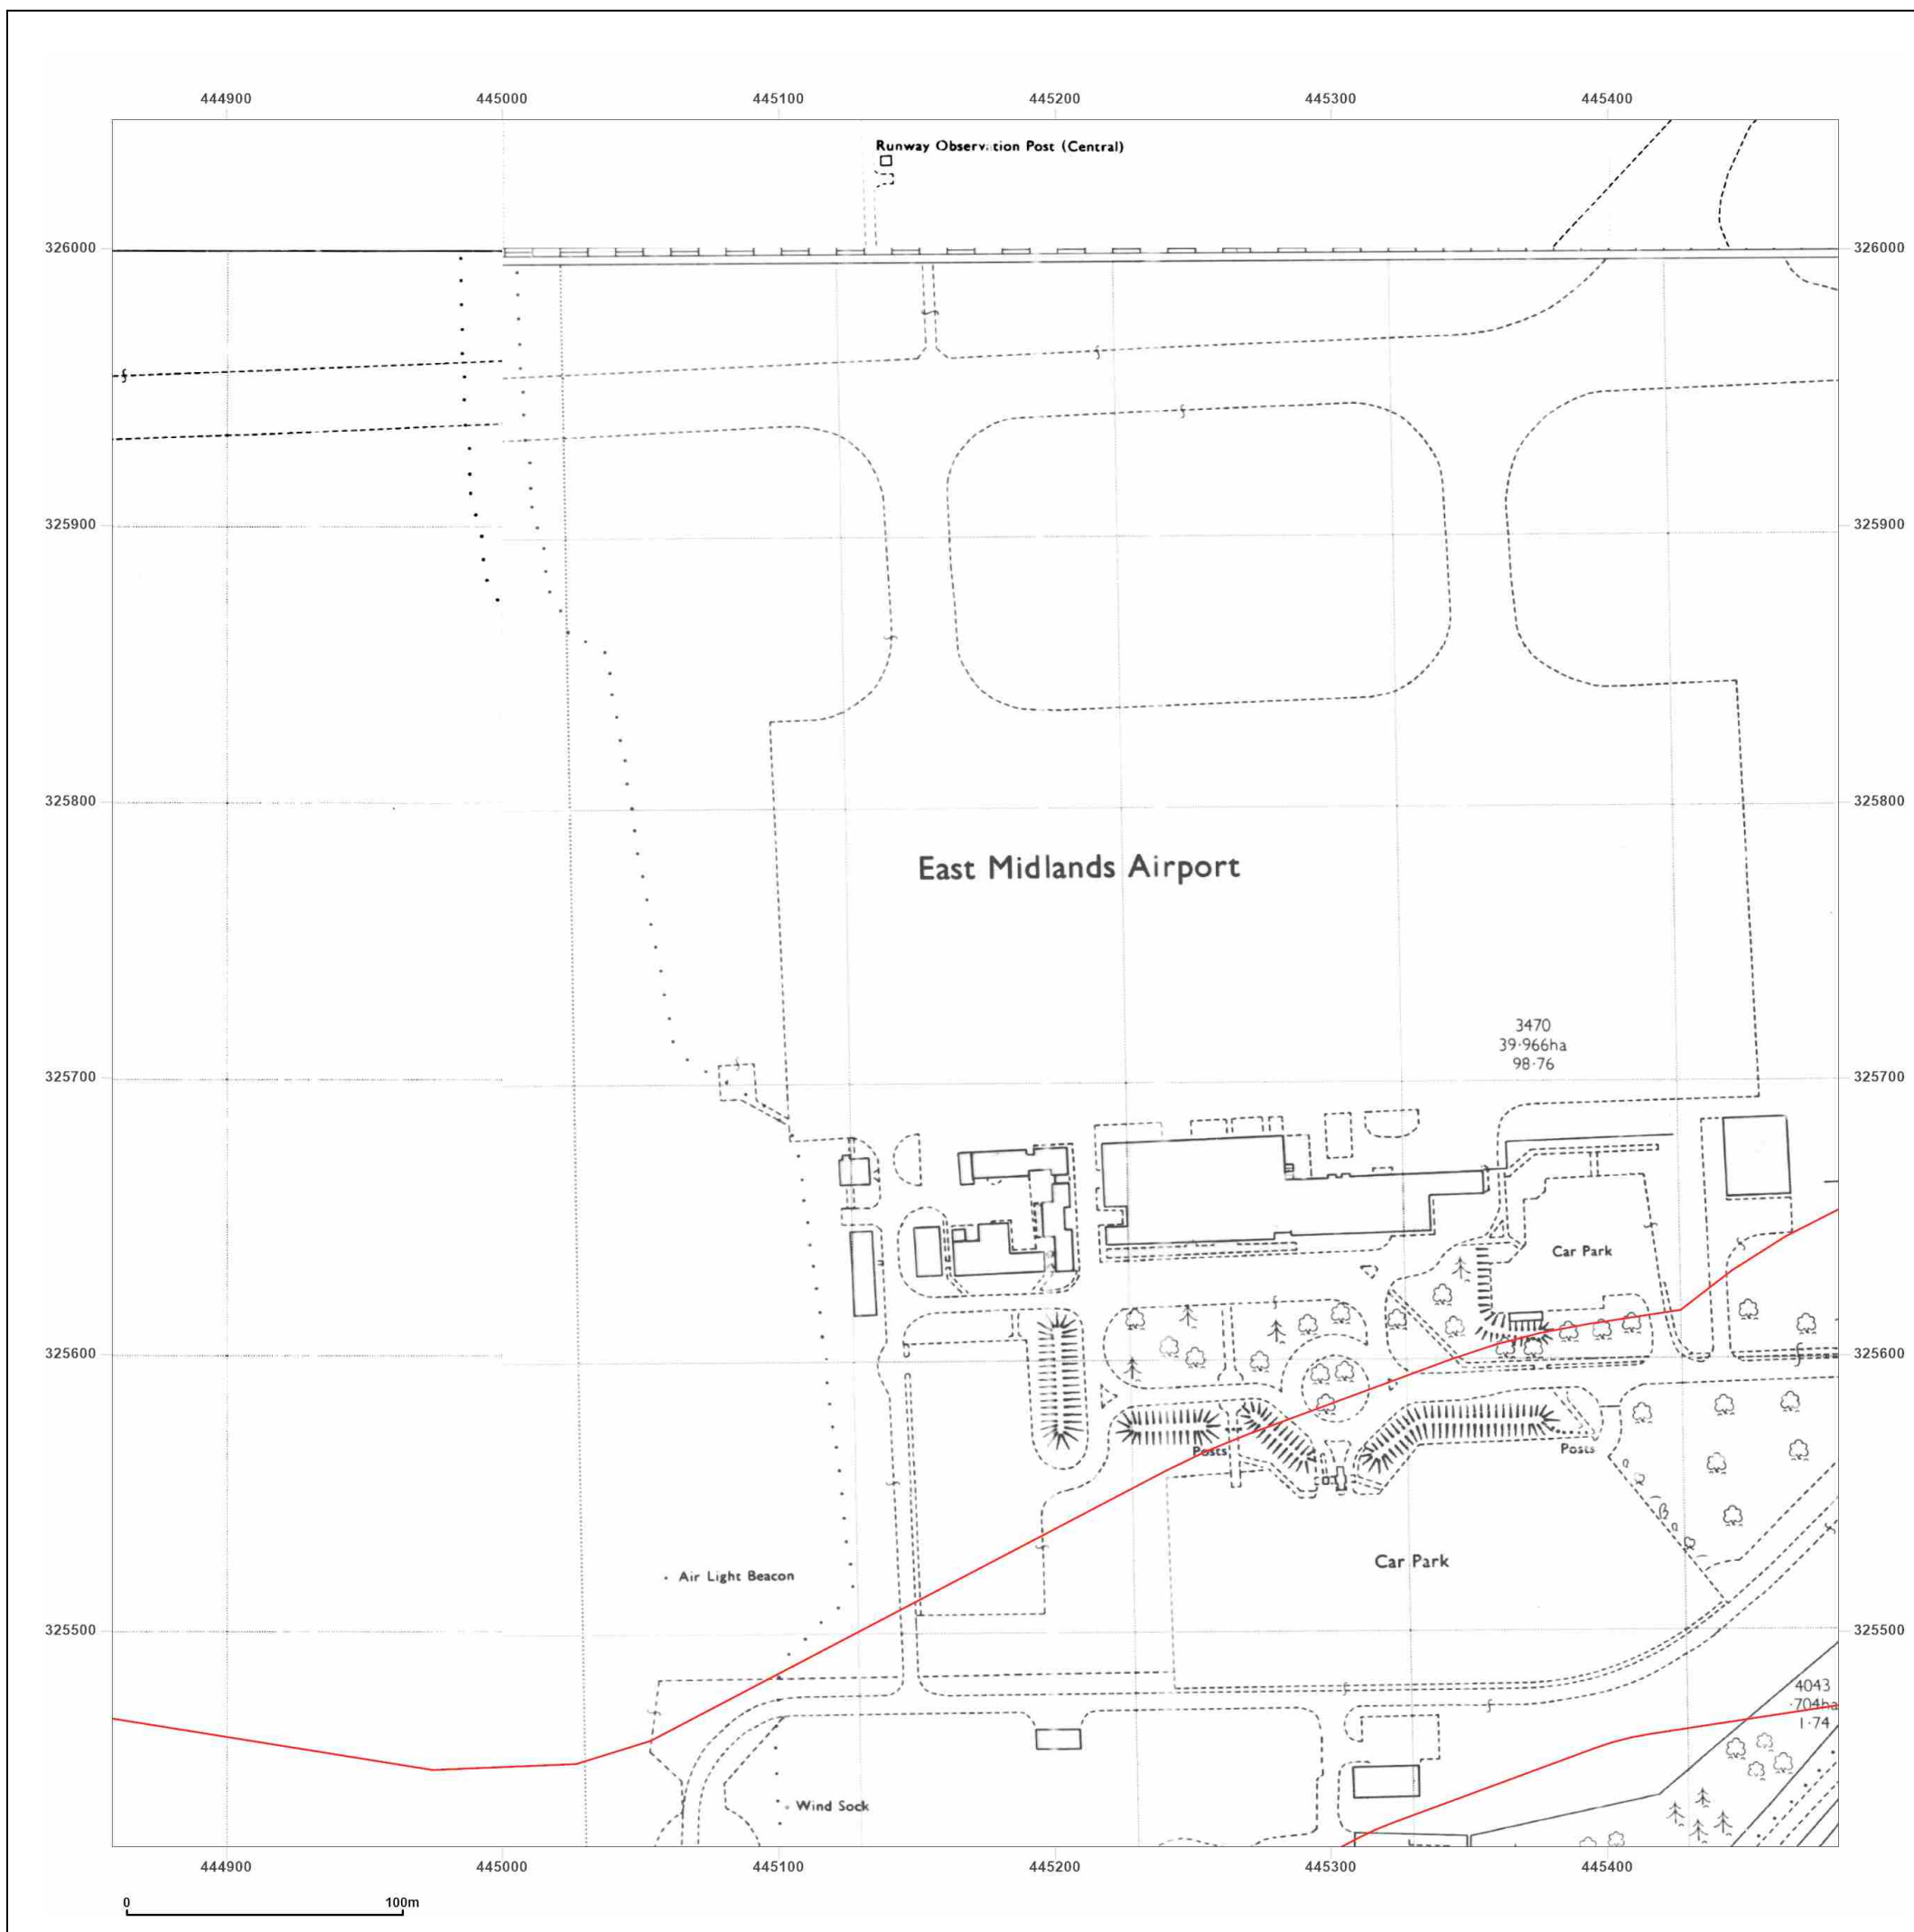 444900 445000 445100 445200 445300 445400
Runway Observation Post (Central)
326000 326000
325900 325900
325800 325800
East Midlands Airport
3470
39·966ha
98·76
325700 325700
Car Park
325600 325600
Posts Posts
Car Park
Air Light Beacon
325500 325500
4043
·704ha
1·74
Wind Sock
444900 445000 445100 445200 445300 445400
0 100m